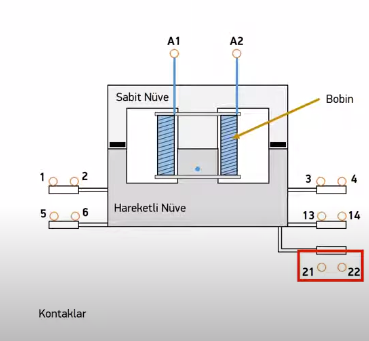 A1 A2
Sabit Nüve
Bobin
1 2
3 4
Hareketli Nüve
5 6
13 14
21 22
Kontaklar